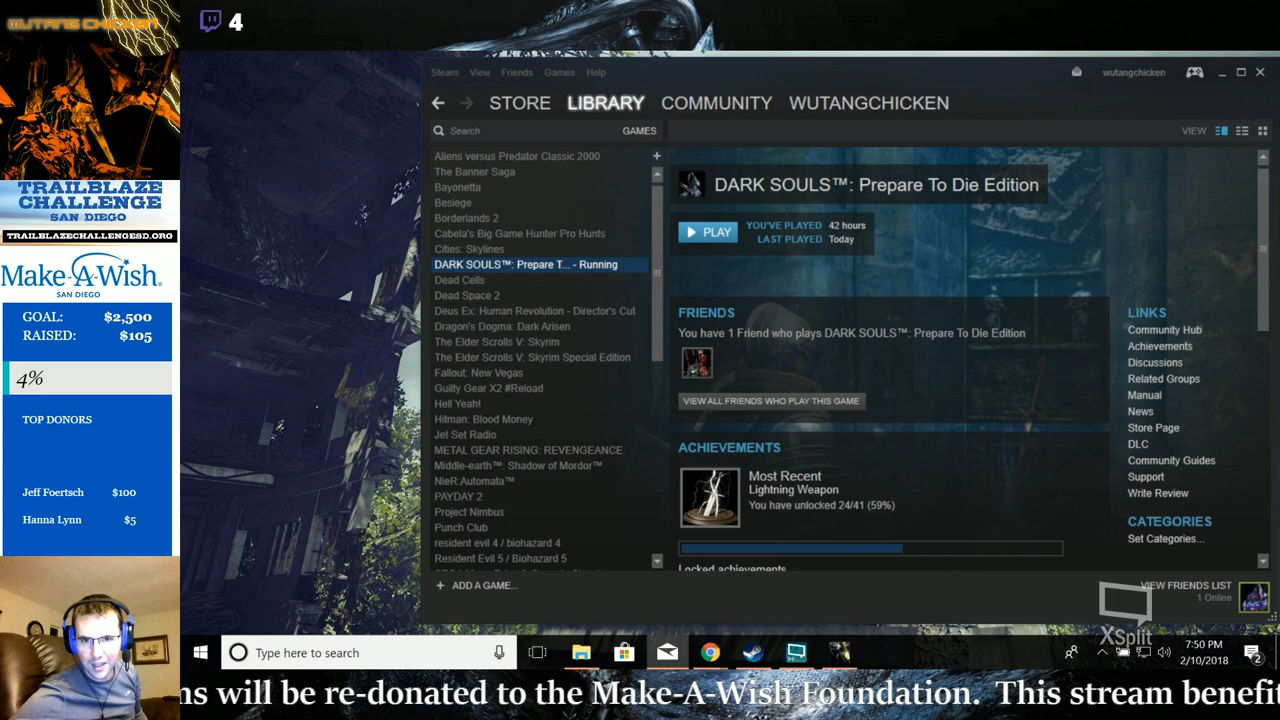 WUTANG CHICKEN
4
TRAILBLAZE
CHALLENGE
SAN DIEGO
TRAILBLAZECHALLENGESD.ORG
Make-A-Wish.
SAN DIEGO
GOAL: $2,500
RAISED: $105
4%
TOP DONORS
Jeff Foertsch $100
Hanna Lynn $5
Steam View Friends Games Help
wutangchicken
STORE LIBRARY COMMUNITY WUTANGCHICKEN
Search GAMES
VIEW
Aliens versus Predator Classic 2000
The Banner Saga
Bayonetta
Besiege
Borderlands 2
Cabela's Big Game Hunter Pro Hunts
Cities: Skylines
DARK SOULS™: Prepare T... - Running
Dead Cells
Dead Space 2
Deus Ex: Human Revolution - Director's Cut
Dragon's Dogma: Dark Arisen
The Elder Scrolls V: Skyrim
The Elder Scrolls V: Skyrim Special Edition
Fallout: New Vegas
Guilty Gear X2 #Reload
Hell Yeah!
Hitman: Blood Money
Jet Set Radio
METAL GEAR RISING: REVENGEANCE
Middle-earth™: Shadow of Mordor™
NieR:Automata™
PAYDAY 2
Project Nimbus
Punch Club
resident evil 4 / biohazard 4
Resident Evil 5 / Biohazard 5
+ ADD A GAME...
DARK SOULS™: Prepare To Die Edition
PLAY
YOU'VE PLAYED 42 hours
LAST PLAYED Today
FRIENDS
You have 1 Friend who plays DARK SOULS™: Prepare To Die Edition
VIEW ALL FRIENDS WHO PLAY THIS GAME
ACHIEVEMENTS
Most Recent
Lightning Weapon
You have unlocked 24/41 (59%)
Locked achievements
LINKS
Community Hub
Achievements
Discussions
Related Groups
Manual
News
Store Page
DLC
Community Guides
Support
Write Review
CATEGORIES
Set Categories...
VIEW FRIENDS LIST
1 Online
XSplit
Type here to search
7:50 PM
2/10/2018
2
ns will be re-donated to the Make-A-Wish Foundation. This stream benefit